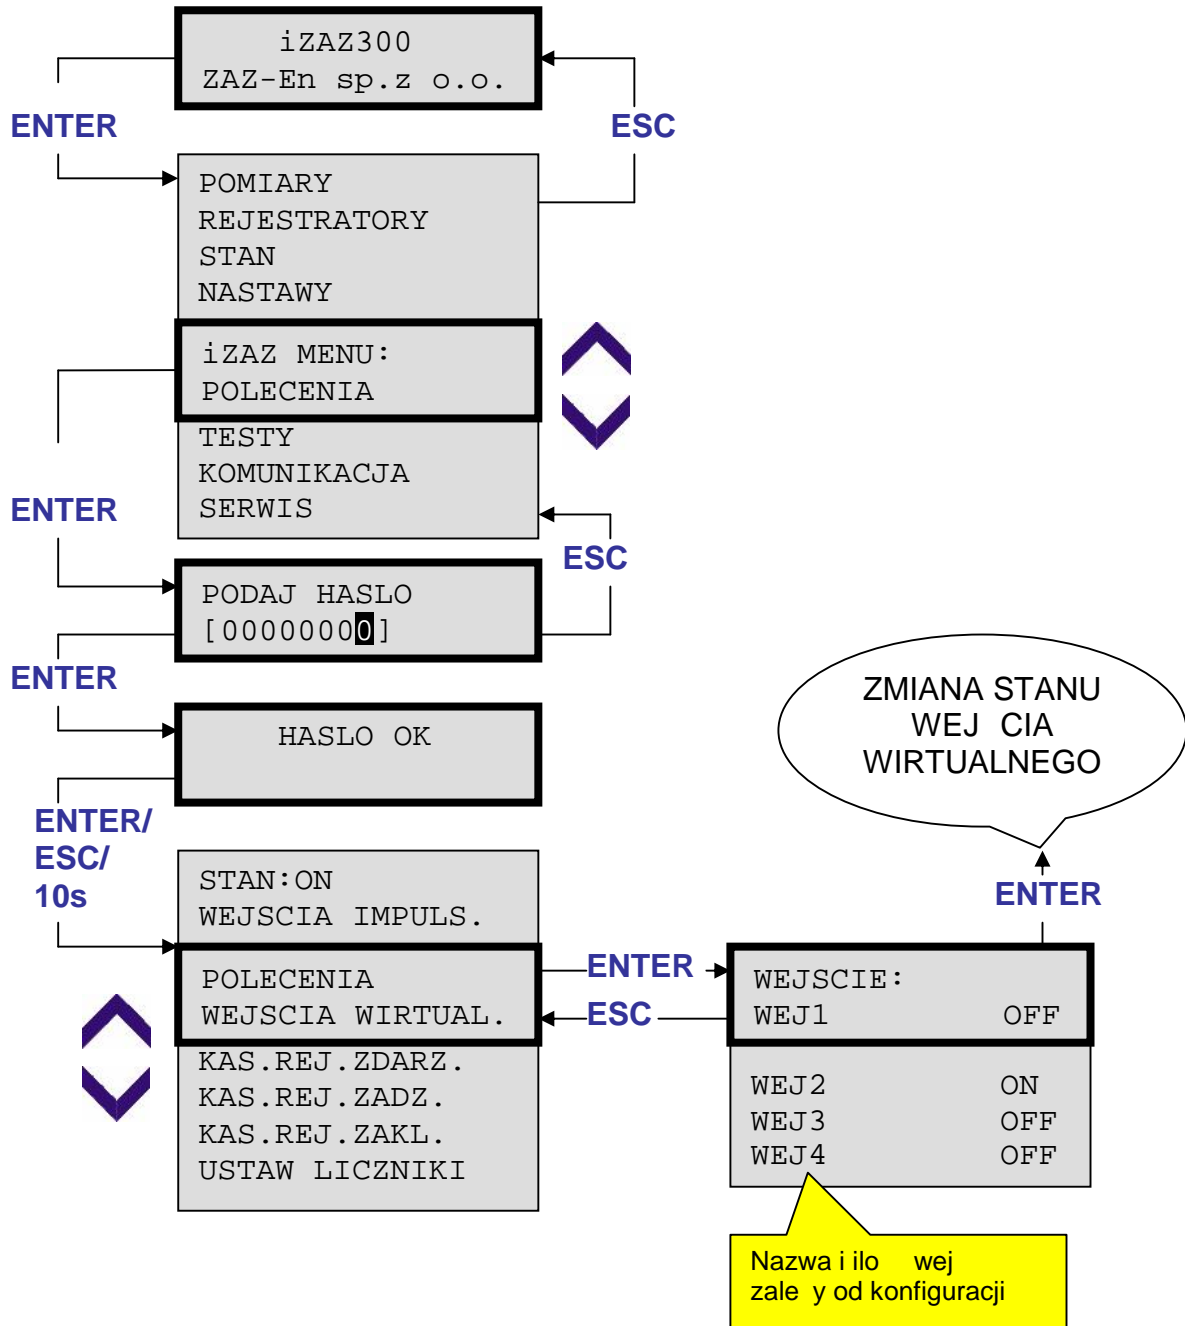 iZAZ300
ZAZ-En sp.z o.o.
ENTER
ESC
POMIARY
REJESTRATORY
STAN
NASTAWY
iZAZ MENU:
POLECENIA
TESTY
KOMUNIKACJA
SERWIS
ENTER
ESC
PODAJ HASLO
[00000000]
ENTER
HASLO OK
ZMIANA STANU
WEJ CIA
WIRTUALNEGO
ENTER/
ESC/
10s
ENTER
STAN:ON
WEJSCIA IMPULS.
POLECENIA
WEJSCIA WIRTUAL.
ENTER
ESC
WEJSCIE:
WEJ1 OFF
KAS.REJ.ZDARZ.
KAS.REJ.ZADZ.
KAS.REJ.ZAKL.
USTAW LICZNIKI
WEJ2 ON
WEJ3 OFF
WEJ4 OFF
Nazwa i ilo wej
zale y od konfiguracji